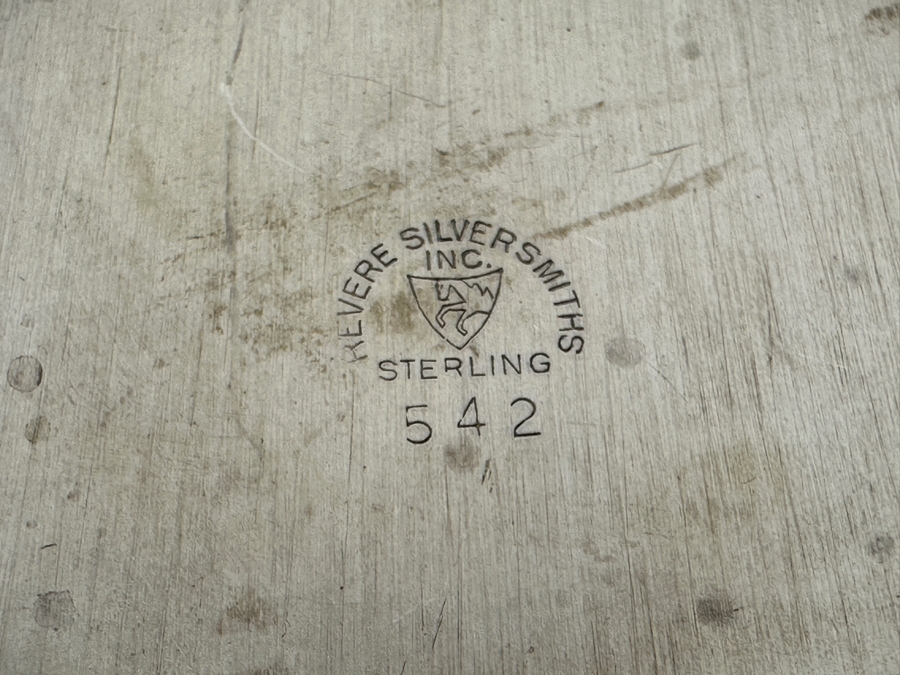 REVERE SILVERSMITHS
INC.
STERLING
542